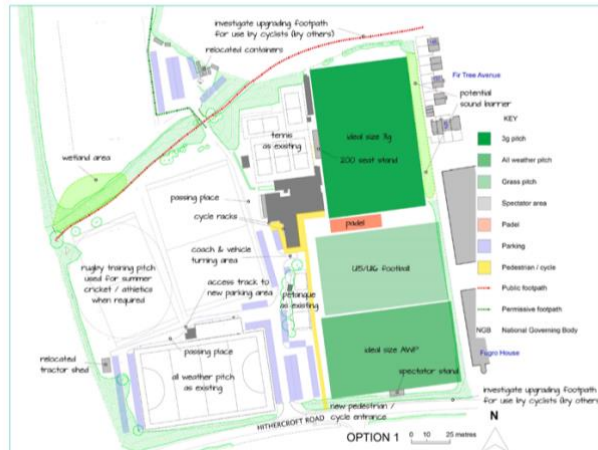 investigate upgrading footpath
for use by cyclists (by others)
relocated containers
Fir Tree Avenue
potential
sound barrier
KEY
3g pitch
All weather pitch
Grass pitch
Spectator area
Padel
Parking
Pedestrian / cycle
Public footpath
Permissive footpath
NGB National Governing Body
Fugro House
tennis
as existing
ideal size 3g
200 seat stand
wetland area
passing place
cycle racks
padel
coach & vehicle
turning area
U15/U16 football
rugby training pitch
used for summer
cricket / athletics
when required
access track to
new parking area
petanque
as existing
relocated
tractor shed
passing place
all weather pitch
as existing
spectator stand
investigate upgrading footpath
for use by cyclists (by others)
new pedestrian /
cycle entrance
HITHERCROFT ROAD
OPTION 1
0 10 25 metres
N